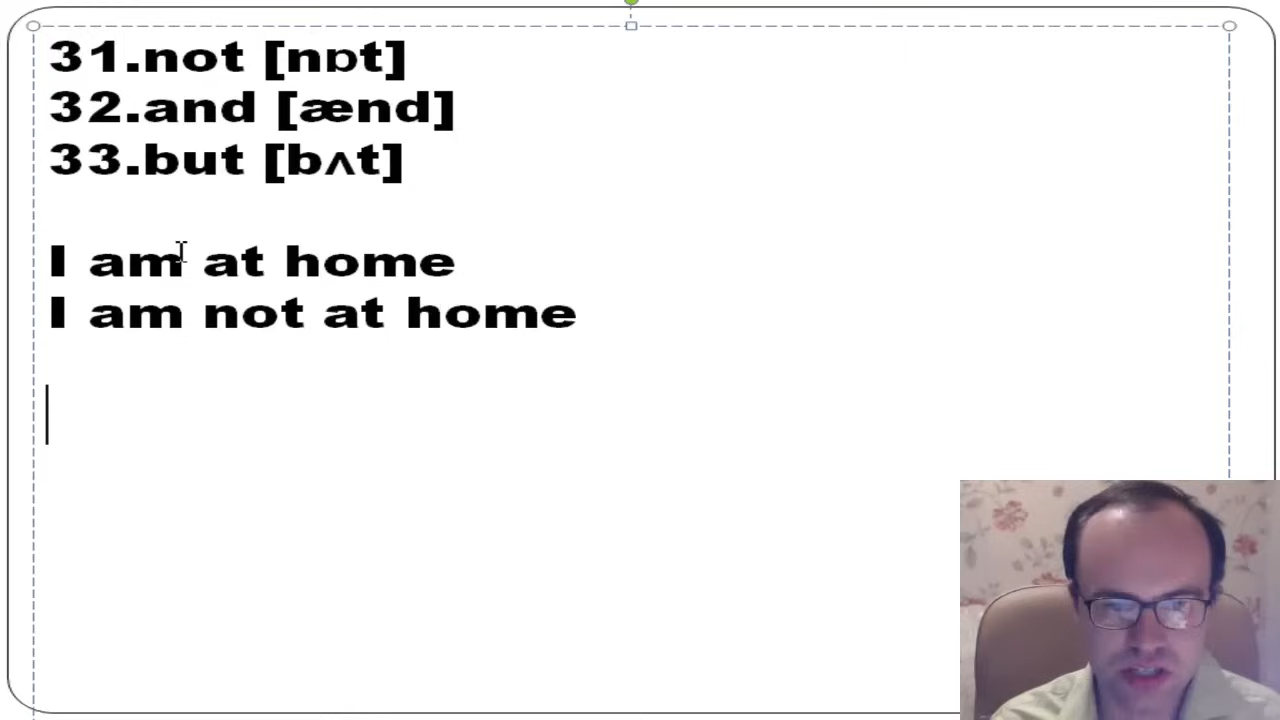 31.not [nɒt]
32.and [ænd]
33.but [bʌt]
I am at home
I am not at home